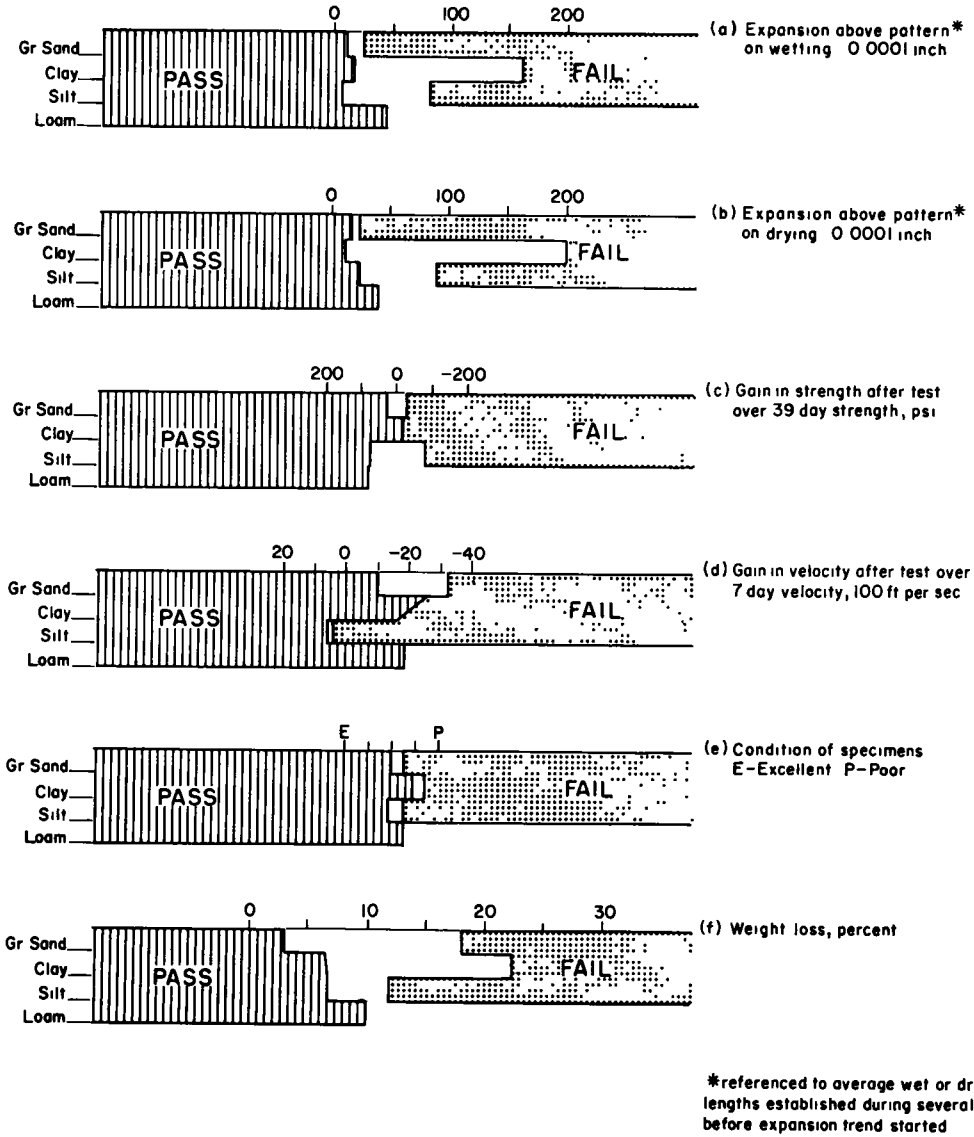 0 100 200
Gr Sand
Clay
Silt
Loam
PASS
FAIL
(a) Expansion above pattern*
on wetting 0 0001 inch
0 100 200
Gr Sand
Clay
Silt
Loam
PASS
FAIL
(b) Expansion above pattern*
on drying 0 0001 inch
200 0 -200
Gr Sand
Clay
Silt
Loam
PASS
FAIL
(c) Gain in strength after test
over 39 day strength, psi
20 0 -20 -40
Gr Sand
Clay
Silt
Loam
PASS
FAIL
(d) Gain in velocity after test over
7 day velocity, 100 ft per sec
E P
Gr Sand
Clay
Silt
Loam
PASS
FAIL
(e) Condition of specimens
E-Excellent P-Poor
0 10 20 30
Gr Sand
Clay
Silt
Loam
PASS
FAIL
(f) Weight loss, percent
*referenced to average wet or dr
lengths established during several
before expansion trend started